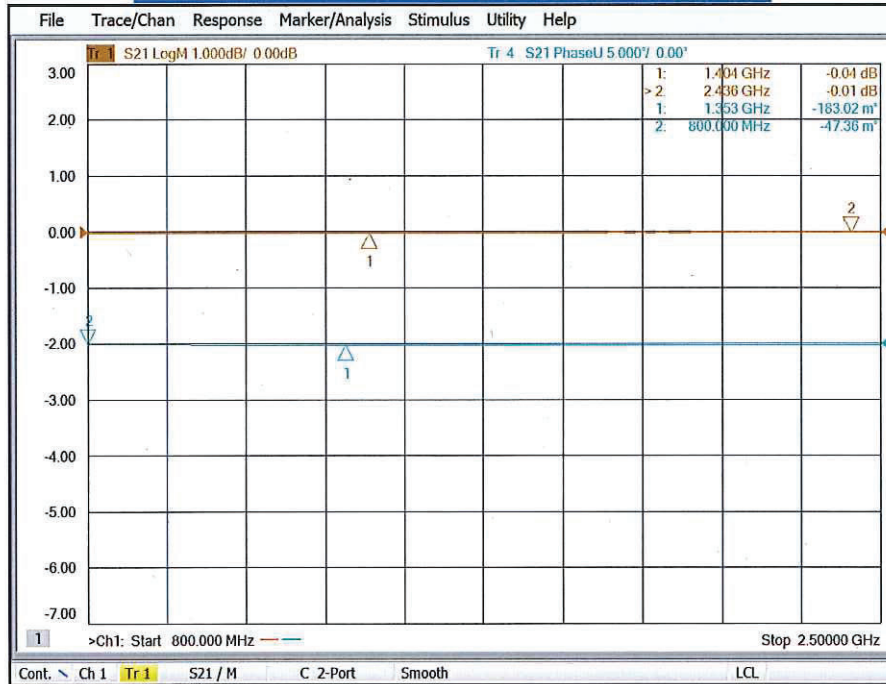 File Trace/Chan Response Marker/Analysis Stimulus Utility Help
Tr 1 S21 LogM 1.000dB/ 0.00dB
Tr 4 S21 PhaseU 5.000°/ 0.00°
1: 1.404 GHz -0.04 dB
> 2: 2.436 GHz -0.01 dB
1: 1.353 GHz -183.02 m°
2: 800.000 MHz -47.36 m°
3.00
2.00
1.00
0.00
-1.00
-2.00
-3.00
-4.00
-5.00
-6.00
-7.00
2
1
2
1
1 >Ch1: Start 800.000 MHz Stop 2.50000 GHz
Cont. Ch 1 Tr 1 S21 / M C 2-Port Smooth LCL